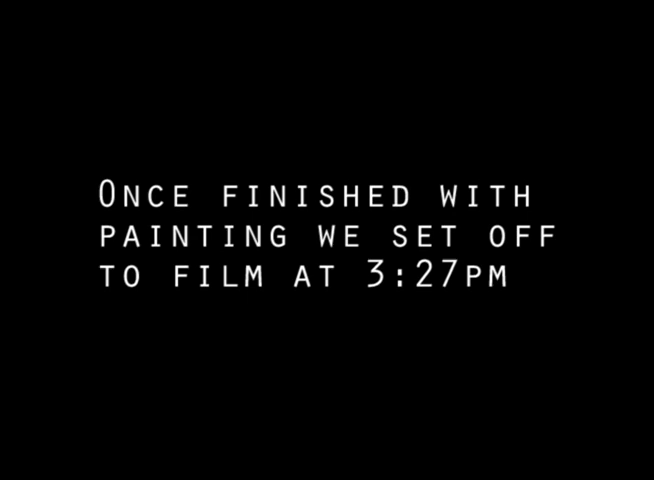 Once finished with
painting we set off
to film at 3:27pm